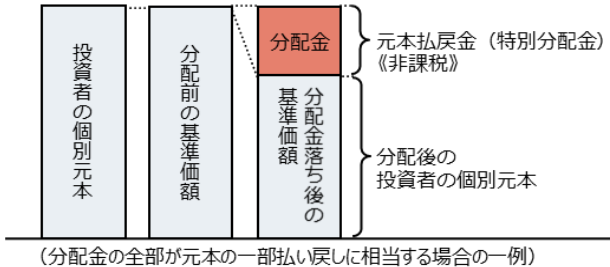 投資者の個別元本
分配前の基準価額
分配金
分配金落ち後の
基準価額
元本払戻金（特別分配金）
《非課税》
分配後の
投資者の個別元本
（分配金の全部が元本の一部払い戻しに相当する場合の一例）